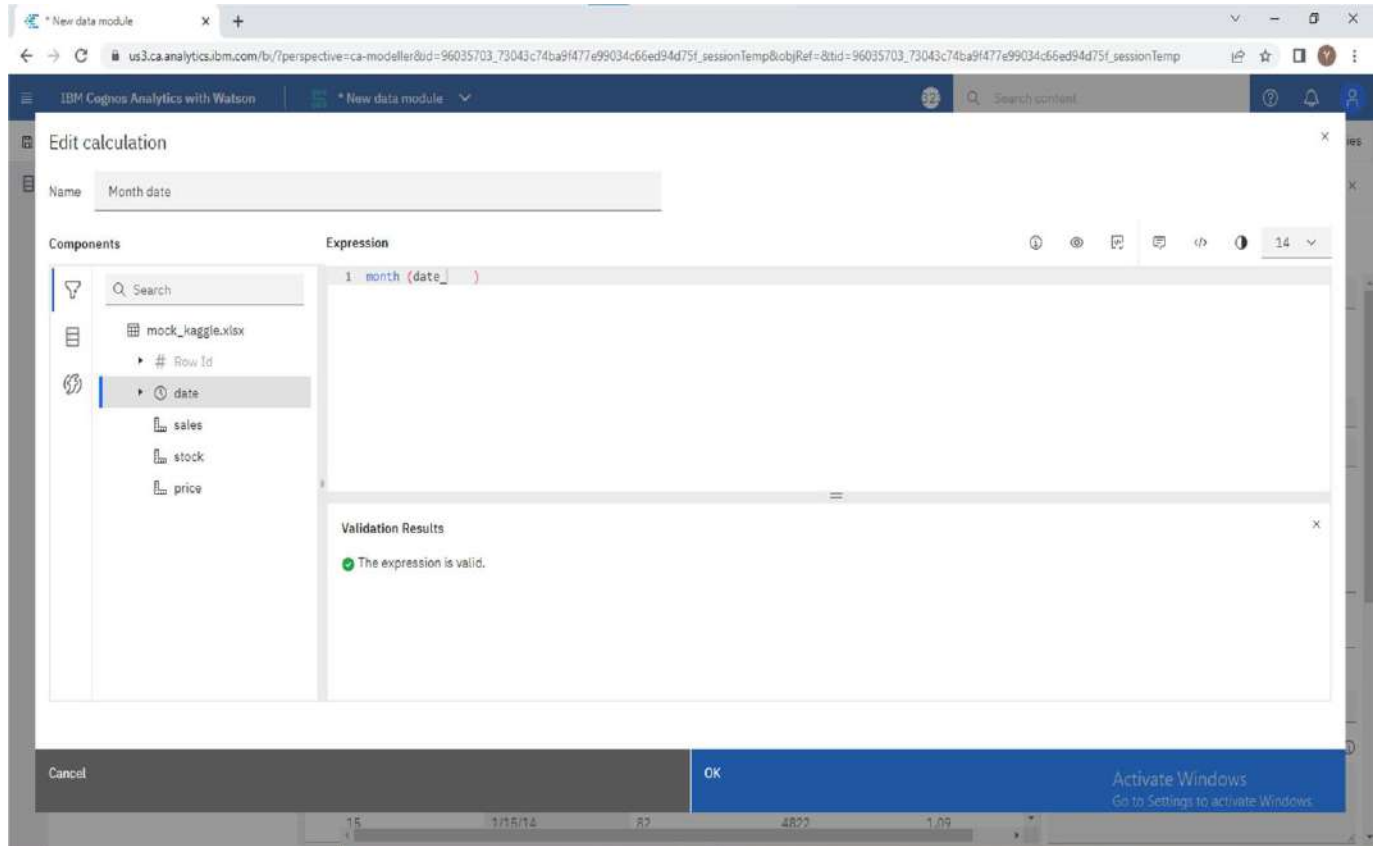 * New data module
us3.ca.analytics.ibm.com/bi/?perspective=ca-modeller&id=96035703_73043c74ba9f477e99034c66ed94d75f_sessionTemp&objRef=&tid=96035703_73043c74ba9f477e99034c66ed94d75f_sessionTemp
Y
IBM Cognos Analytics with Watson
* New data module
32
Search content
Edit calculation
ies
Name
Month date
Components
Expression
14
Search
1 month (date_ )
mock_kaggle.xlsx
# Row Id
date
sales
stock
price
Validation Results
The expression is valid.
Cancel
OK
Activate Windows
Go to Settings to activate Windows.
15 1/15/14 82 4822 1.09